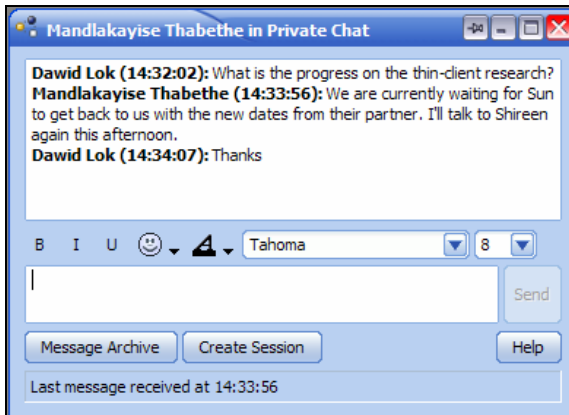 Mandlakayise Thabethe in Private Chat
Dawid Lok (14:32:02): What is the progress on the thin-client research?
Mandlakayise Thabethe (14:33:56): We are currently waiting for Sun
to get back to us with the new dates from their partner. I'll talk to Shireen
again this afternoon.
Dawid Lok (14:34:07): Thanks
B I U A Tahoma 8
Send
Message Archive Create Session Help
Last message received at 14:33:56